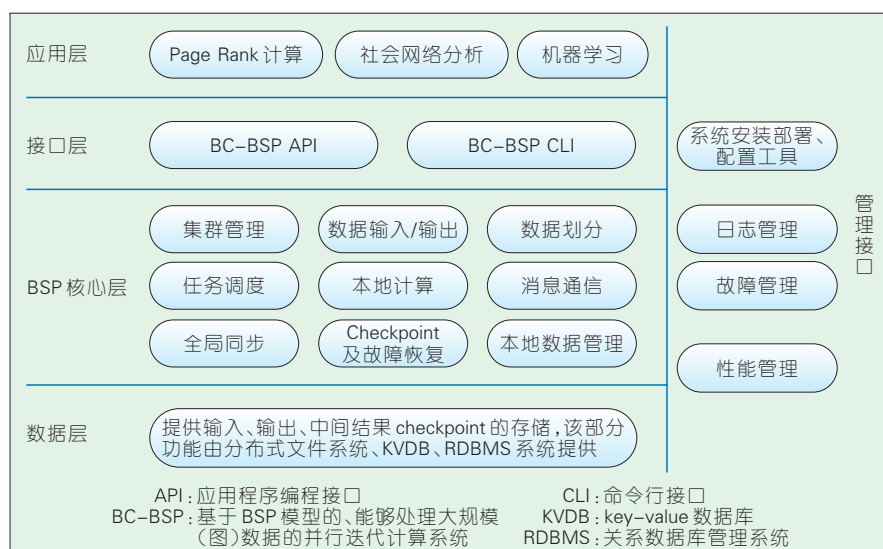 应用层
Page Rank 计算
社会网络分析
机器学习
接口层
BC-BSP API
BC-BSP CLI
BSP 核心层
集群管理
数据输入/输出
数据划分
任务调度
本地计算
消息通信
全局同步
Checkpoint
及故障恢复
本地数据管理
数据层
提供输入、输出、中间结果 checkpoint 的存储,该部分
功能由分布式文件系统、KVDB、RDBMS 系统提供
系统安装部署、
配置工具
日志管理
故障管理
性能管理
管理接口
API:应用程序编程接口
BC-BSP:基于 BSP 模型的、能够处理大规模
(图)数据的并行迭代计算系统
CLI:命令行接口
KVDB:key-value 数据库
RDBMS:关系数据库管理系统